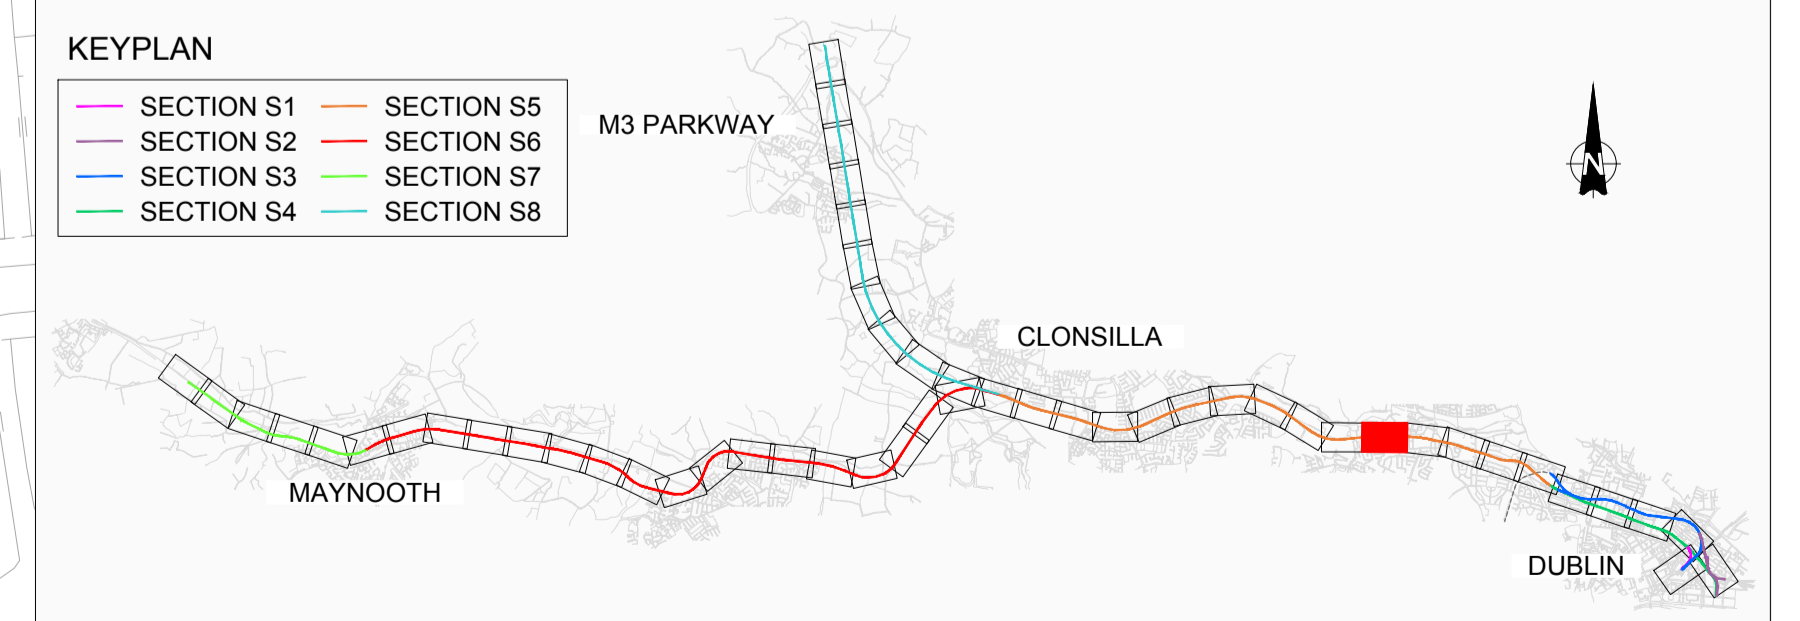 KEYPLAN
SECTION S1 SECTION S5
SECTION S2 SECTION S6
SECTION S3 SECTION S7
SECTION S4 SECTION S8
M3 PARKWAY
N
CLONSILLA
MAYNOOTH
DUBLIN